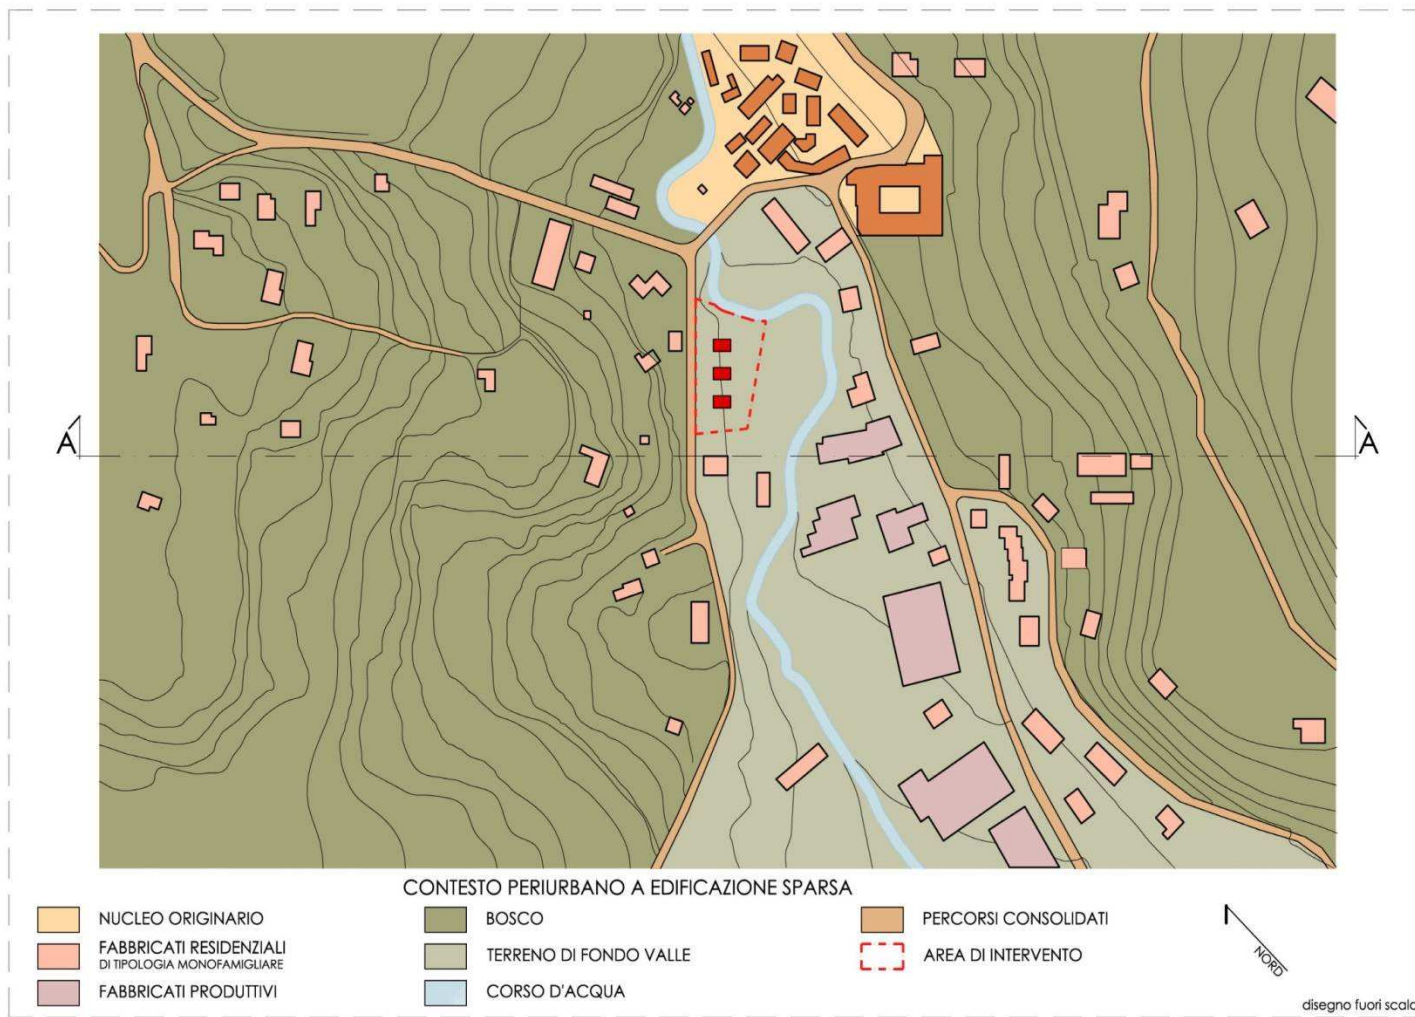 A
A
CONTESTO PERIURBANO A EDIFICAZIONE SPARSA
NUCLEO ORIGINARIO
FABBRICATI RESIDENZIALI
DI TIPOLOGIA MONOFAMIGLIARE
FABBRICATI PRODUTTIVI
BOSCO
TERRENO DI FONDO VALLE
CORSO D'ACQUA
PERCORSI CONSOLIDATI
AREA DI INTERVENTO
NORD
disegno fuori scala